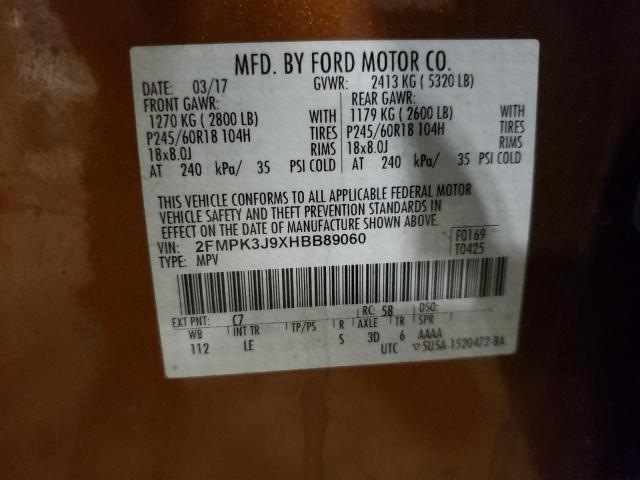 MFD. BY FORD MOTOR CO.
DATE: 03/17 GVWR: 2413 KG ( 5320 LB)
FRONT GAWR: REAR GAWR:
1270 KG ( 2800 LB) WITH 1179 KG ( 2600 LB) WITH
P245/60R18 104H TIRES P245/60R18 104H TIRES
18x8.0J RIMS 18x8.0J RIMS
AT 240 kPa/ 35 PSI COLD AT 240 kPa/ 35 PSI COLD
THIS VEHICLE CONFORMS TO ALL APPLICABLE FEDERAL MOTOR
VEHICLE SAFETY AND THEFT PREVENTION STANDARDS IN
EFFECT ON THE DATE OF MANUFACTURE SHOWN ABOVE.
VIN: 2FMPK3J9XHBB89060 F0169
TYPE: MPV T0425
EXT PNT: C7 RC: 58 DSO:
WB INT TR TP/PS R AXLE TR SPR
112 LE S 3D 6 AAAA
UTC ▽5U5A-1520472-BA